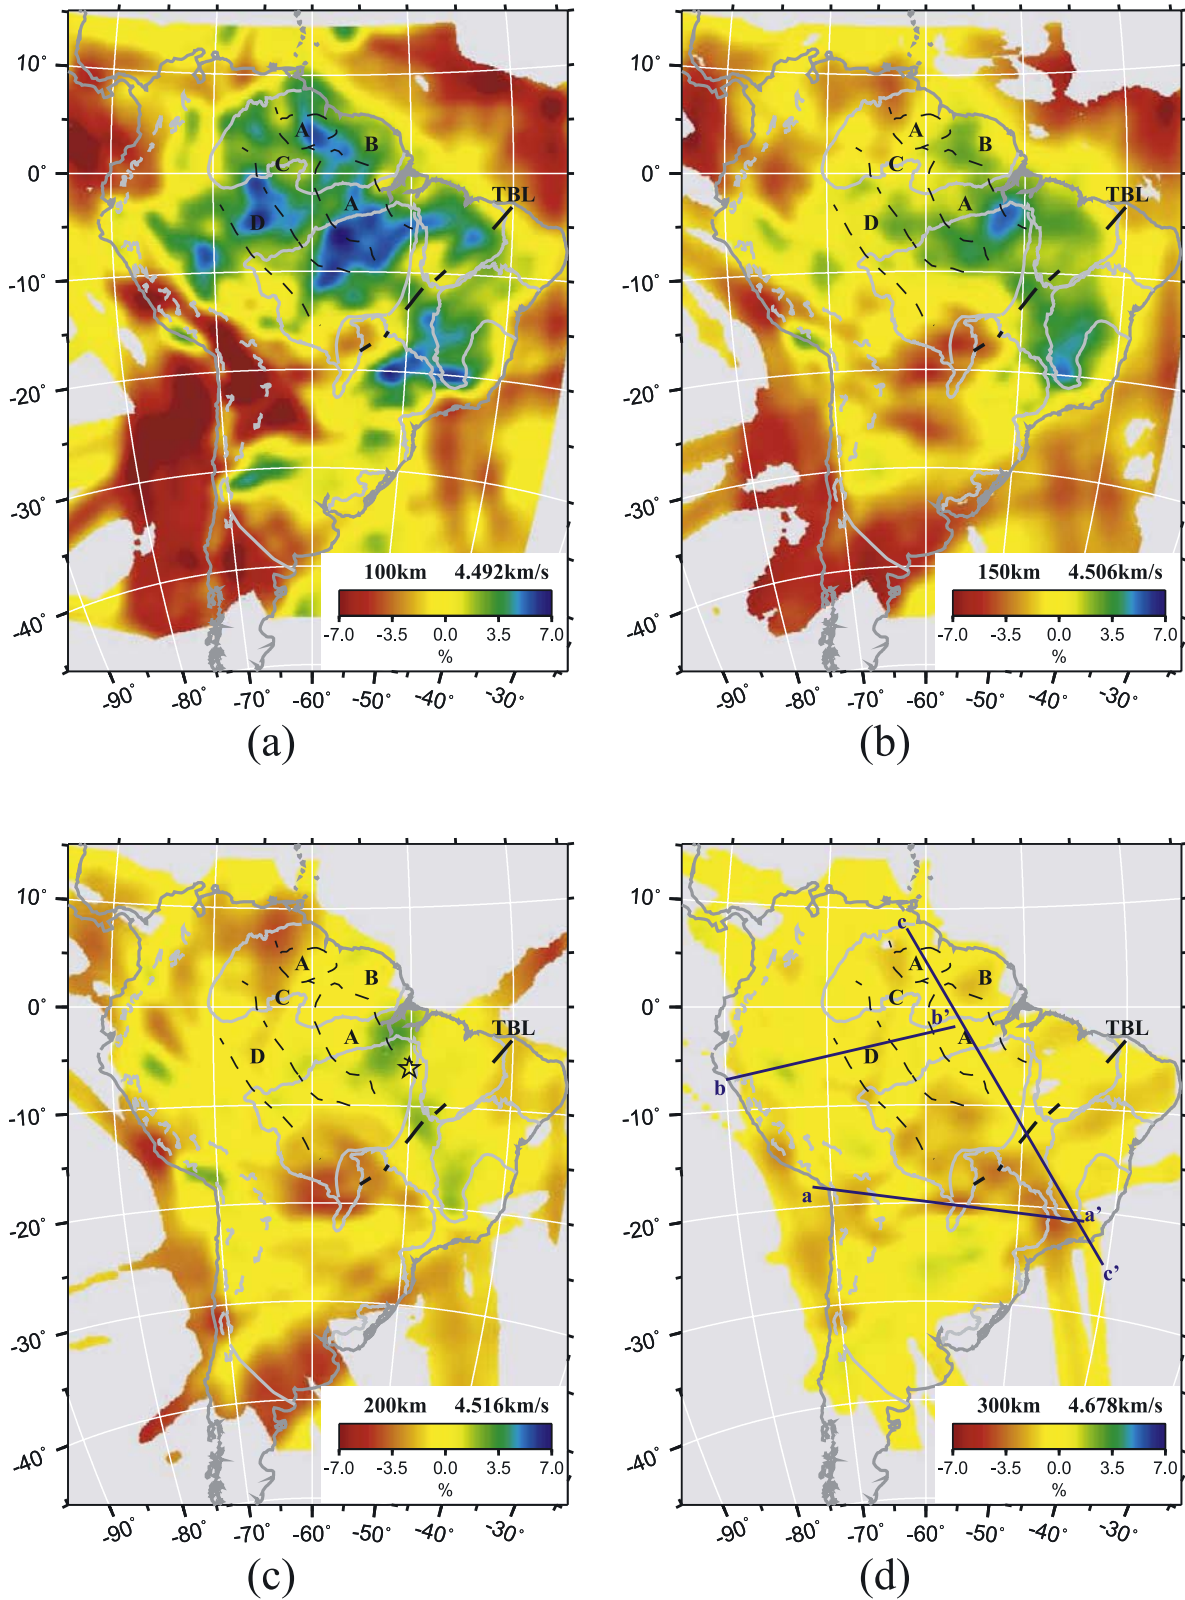 10° 0° -10° -20° -30° -40°
A B C A D TBL
100km 4.492km/s
-7.0 -3.5 0.0 3.5 7.0
%
-90° -80° -70° -60° -50° -40° -30°
(a)
10° 0° -10° -20° -30° -40°
A B C A D TBL
150km 4.506km/s
-7.0 -3.5 0.0 3.5 7.0
%
-90° -80° -70° -60° -50° -40° -30°
(b)
10° 0° -10° -20° -30° -40°
A B C A D TBL
200km 4.516km/s
-7.0 -3.5 0.0 3.5 7.0
%
-90° -80° -70° -60° -50° -40° -30°
(c)
10° 0° -10° -20° -30° -40°
c A B C b' A D TBL
b
a a'
c'
300km 4.678km/s
-7.0 -3.5 0.0 3.5 7.0
%
-90° -80° -70° -60° -50° -40° -30°
(d)